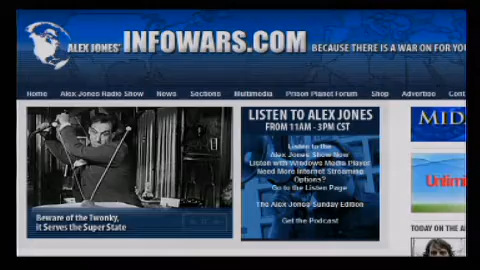 ALEX JONES' INFOWARS.COM BECAUSE THERE IS A WAR ON FOR YOU
Home Alex Jones Radio Show News Sections Multimedia Prison Planet Forum Shop Advertise Cont
LISTEN TO ALEX JONES
FROM 11AM - 3PM CST
Listen to the
Alex Jones Show Now
Listen with Windows Media Player
Need More Internet Streaming
Options?
Go to the Listen Page
The Alex Jones Sunday Edition
Get the Podcast
Beware of the Twonky,
it Serves the Super State
MIDA
Unlimi
TODAY ON THE A